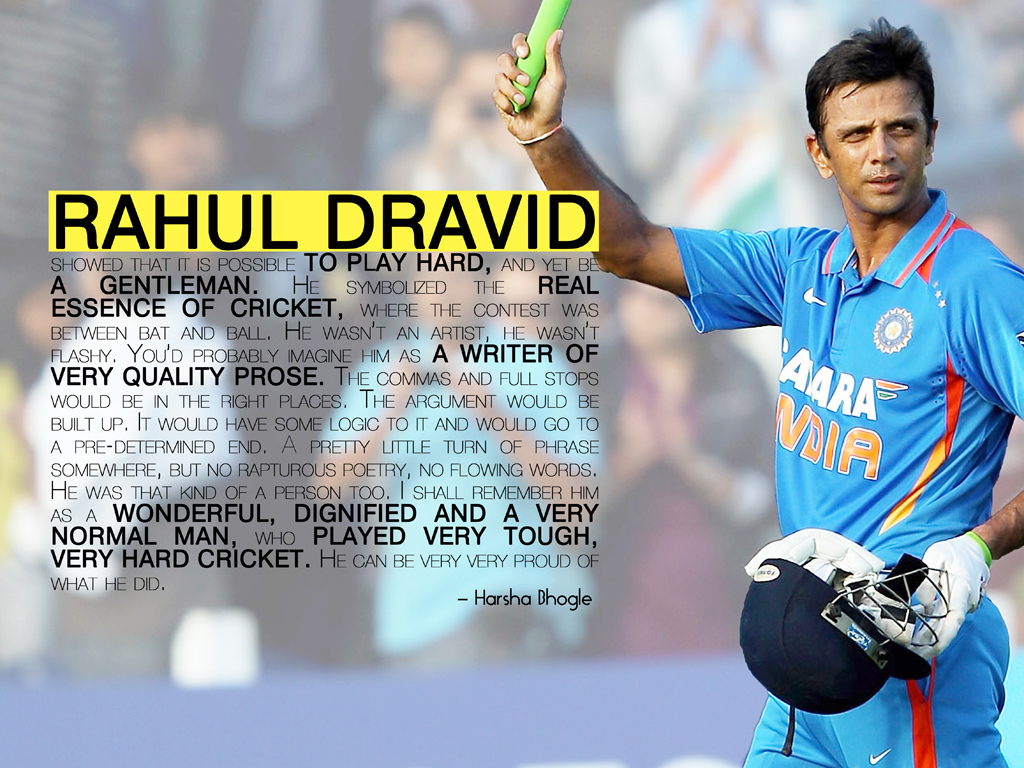 RAHUL DRAVID
SHOWED THAT IT IS POSSIBLE TO PLAY HARD, AND YET BE
A GENTLEMAN. HE SYMBOLIZED THE REAL
ESSENCE OF CRICKET, WHERE THE CONTEST WAS
BETWEEN BAT AND BALL. HE WASN'T AN ARTIST, HE WASN'T
FLASHY. YOU'D PROBABLY IMAGINE HIM AS A WRITER OF
VERY QUALITY PROSE. THE COMMAS AND FULL STOPS
WOULD BE IN THE RIGHT PLACES. THE ARGUMENT WOULD BE
BUILT UP. IT WOULD HAVE SOME LOGIC TO IT AND WOULD GO TO
A PRE-DETERMINED END. A PRETTY LITTLE TURN OF PHRASE
SOMEWHERE, BUT NO RAPTUROUS POETRY, NO FLOWING WORDS.
HE WAS THAT KIND OF A PERSON TOO. I SHALL REMEMBER HIM
AS A WONDERFUL, DIGNIFIED AND A VERY
NORMAL MAN, WHO PLAYED VERY TOUGH,
VERY HARD CRICKET. HE CAN BE VERY VERY PROUD OF
WHAT HE DID.
– Harsha Bhogle
AHARA
INDIA